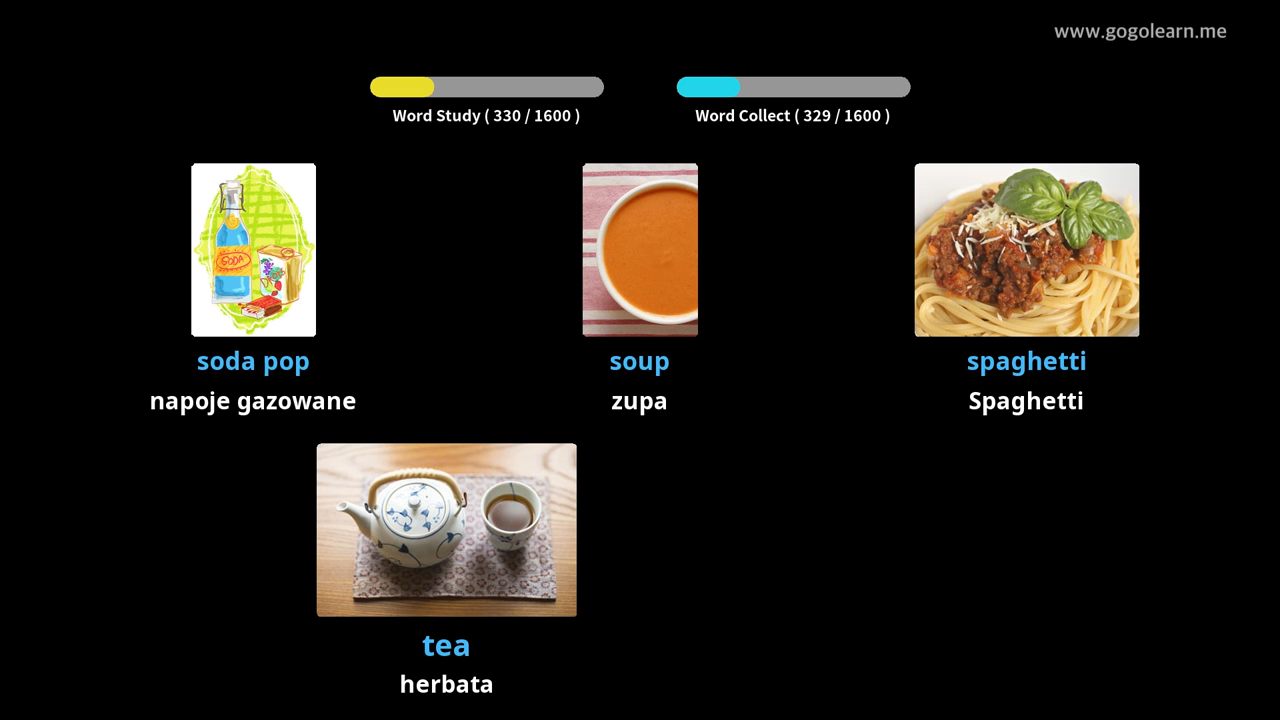 www.gogolearn.me
Word Study ( 330 / 1600 )
Word Collect ( 329 / 1600 )
SODA
soda pop
soup
spaghetti
napoje gazowane
zupa
Spaghetti
tea
herbata